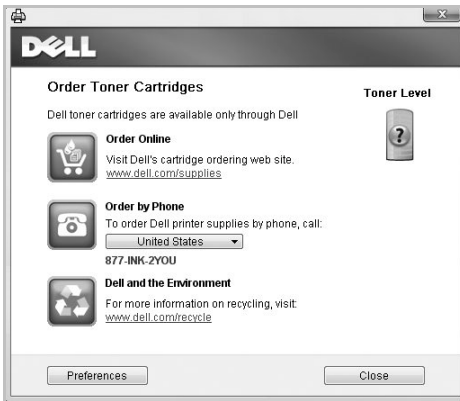 DELL
Order Toner Cartridges
Toner Level
Dell toner cartridges are available only through Dell
?
Order Online
Visit Dell's cartridge ordering web site.
www.dell.com/supplies
Order by Phone
To order Dell printer supplies by phone, call:
United States
877-INK-2YOU
Dell and the Environment
For more information on recycling, visit:
www.dell.com/recycle
Preferences
Close